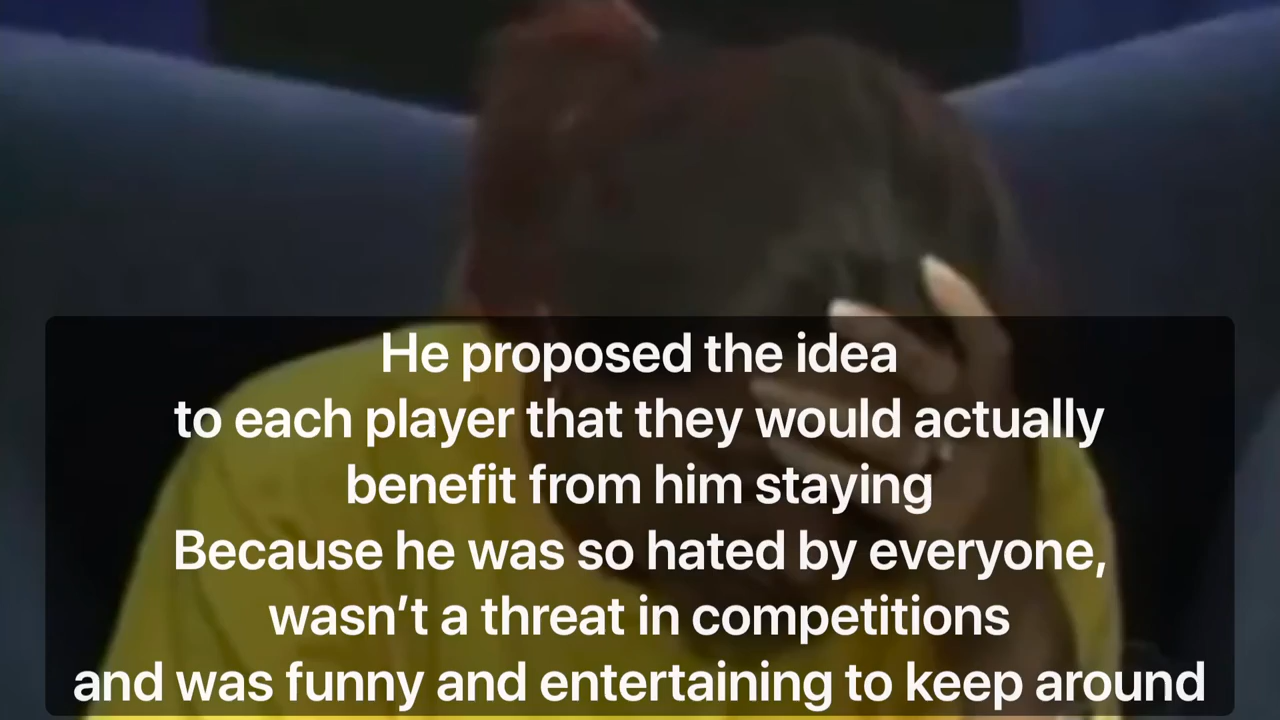 He proposed the idea
to each player that they would actually
benefit from him staying
Because he was so hated by everyone,
wasn’t a threat in competitions
and was funny and entertaining to keep around